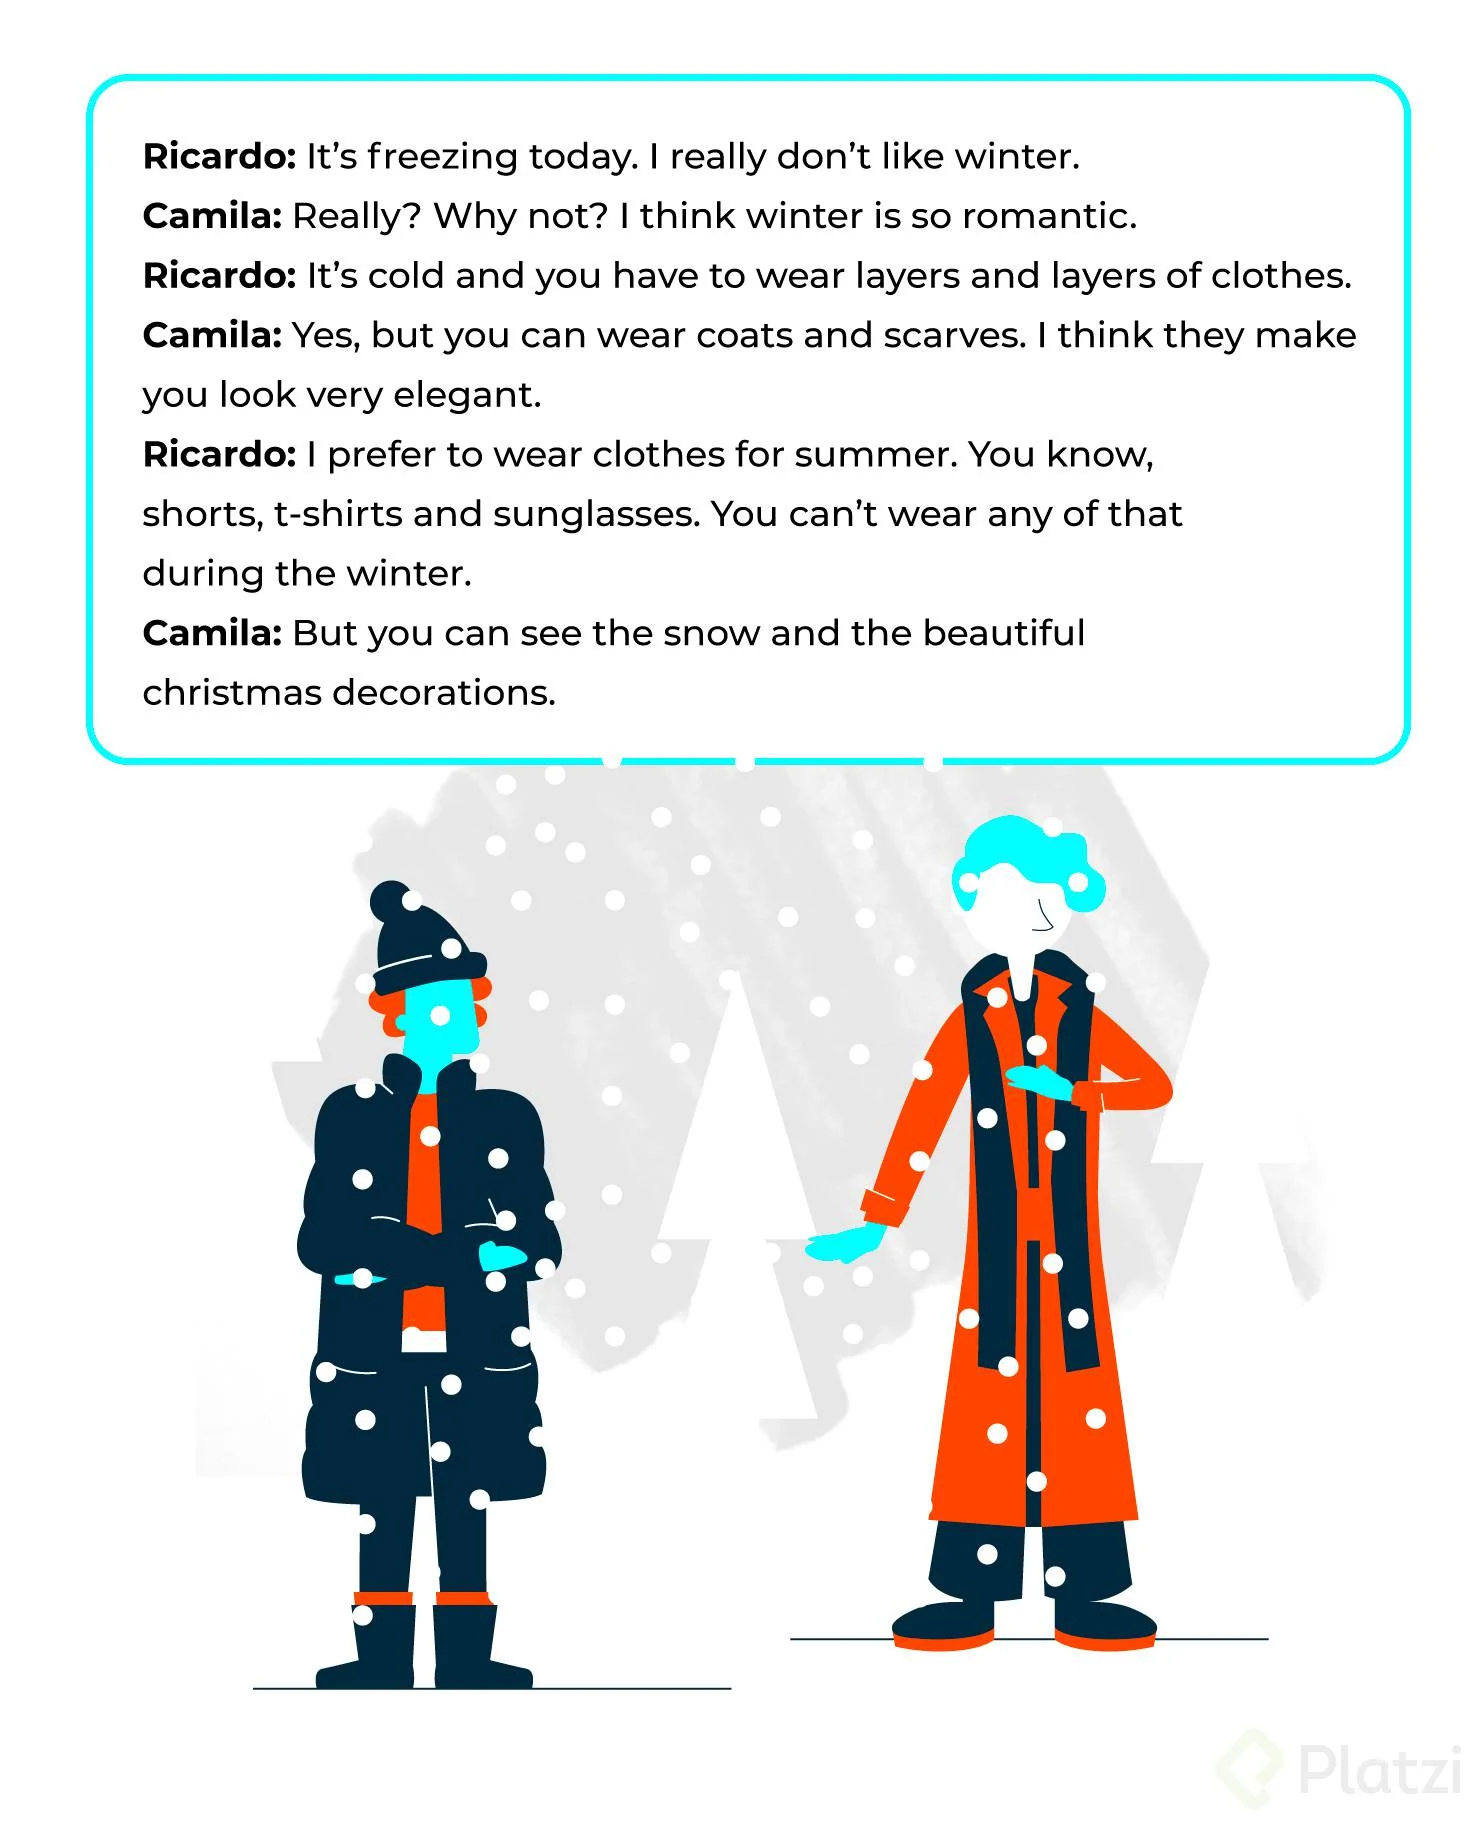 Ricardo: It’s freezing today. I really don’t like winter.
Camila: Really? Why not? I think winter is so romantic.
Ricardo: It’s cold and you have to wear layers and layers of clothes.
Camila: Yes, but you can wear coats and scarves. I think they make
you look very elegant.
Ricardo: I prefer to wear clothes for summer. You know,
shorts, t-shirts and sunglasses. You can’t wear any of that
during the winter.
Camila: But you can see the snow and the beautiful
christmas decorations.
Platzi